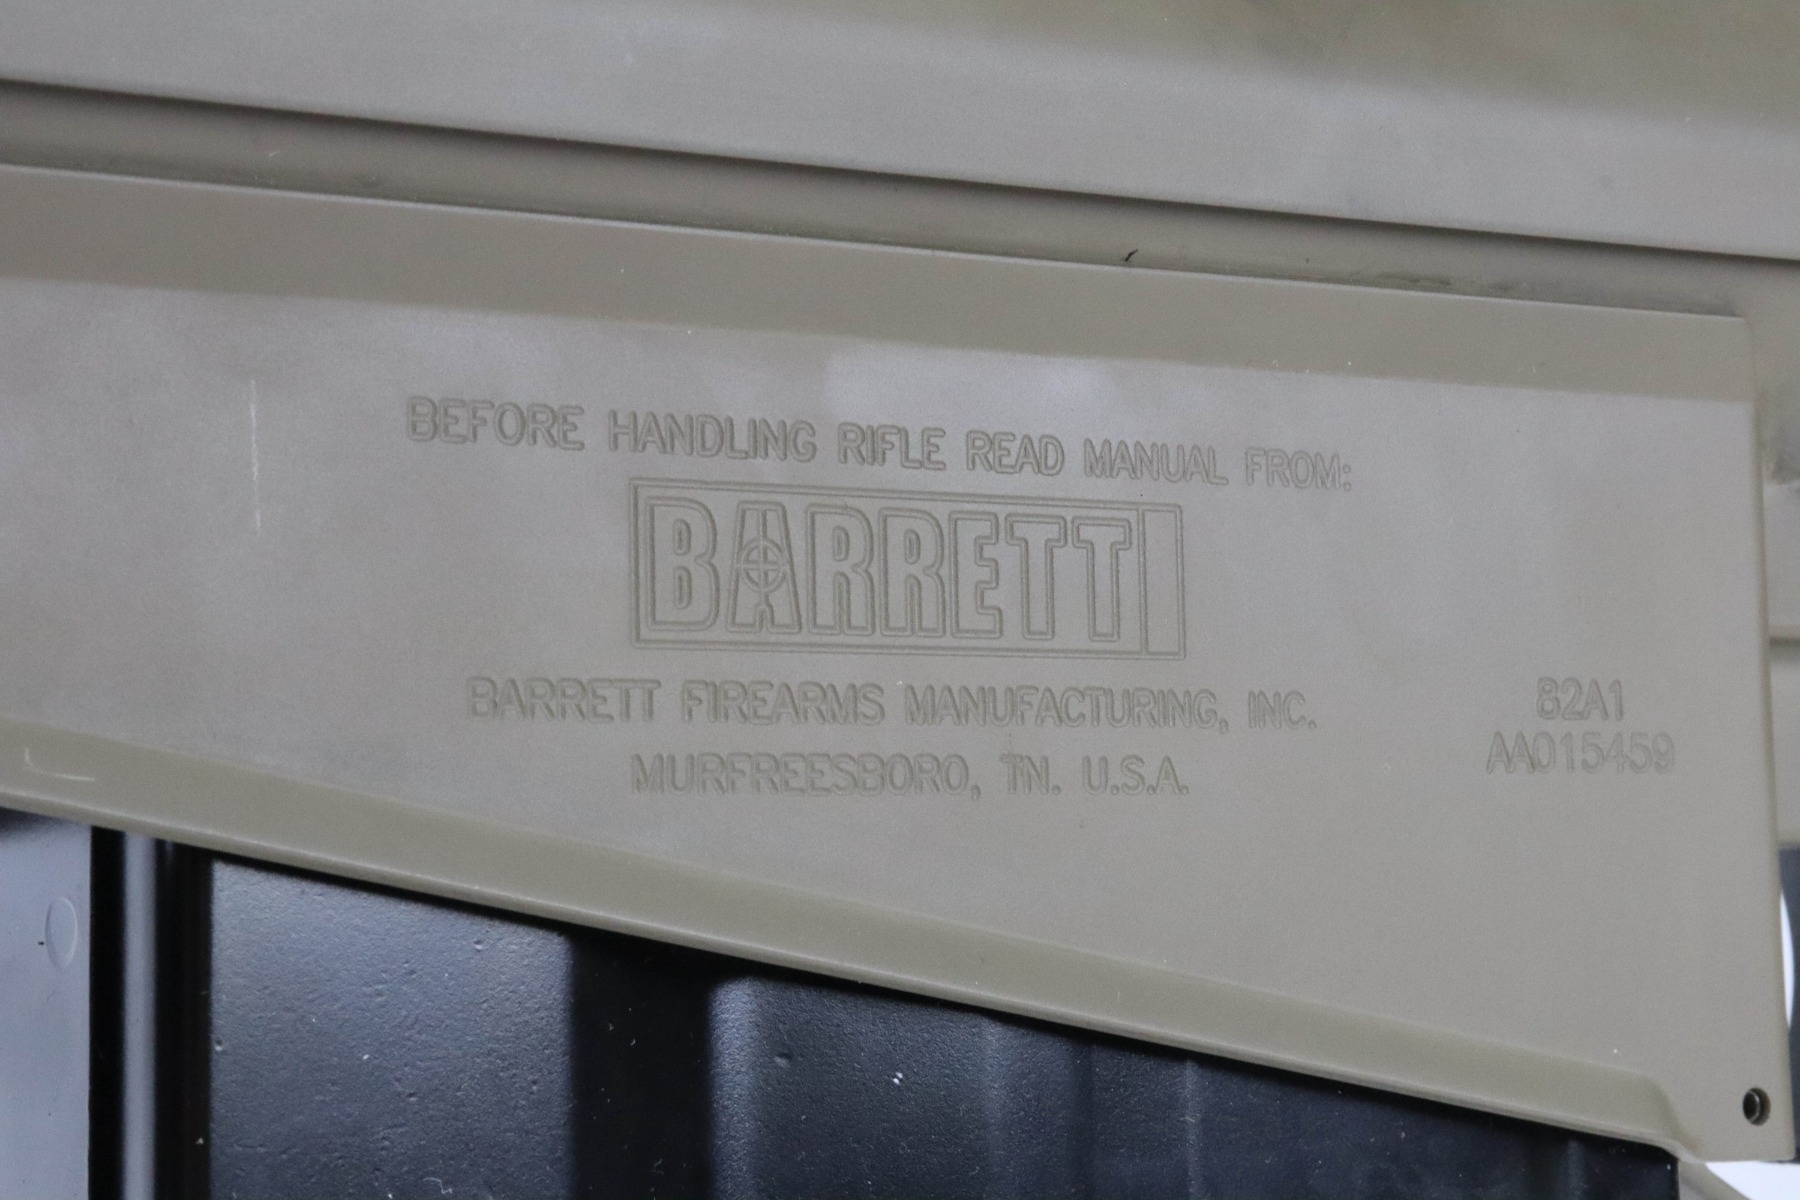 BEFORE HANDLING RIFLE READ MANUAL FROM:
BARRETT
BARRETT FIREARMS MANUFACTURING, INC.
MURFREESBORO, TN. U.S.A.
82A1
AA015459